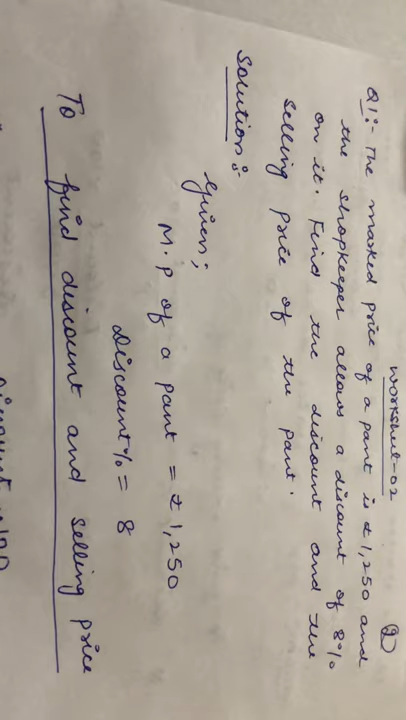 Worksheet-02
Q1:- The marked price of a pant is ₹1,250 and
the shopkeeper allows a discount of 8%
on it. Find the discount and the
selling price of the pant.
Solution:-
Given;
M.p of a pant = ₹1,250
Discount% = 8
To find discount and selling price